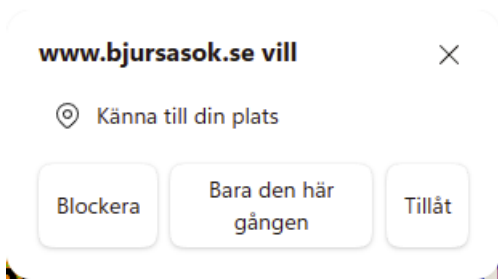 www.bjursasok.se vill
Känna till din plats
Blockera
Bara den här
gången
Tillåt